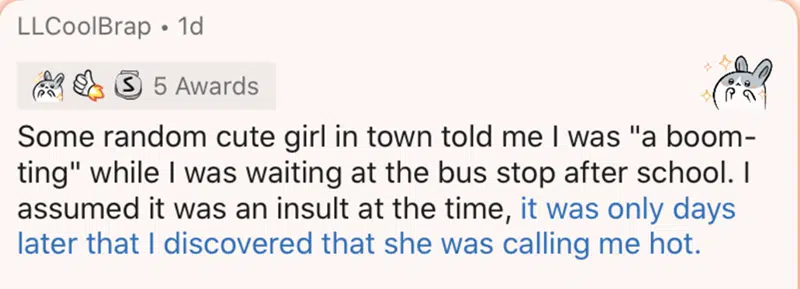 LLCoolBrap • 1d
5 Awards
Some random cute girl in town told me I was "a boom-
ting" while I was waiting at the bus stop after school. I
assumed it was an insult at the time, it was only days
later that I discovered that she was calling me hot.